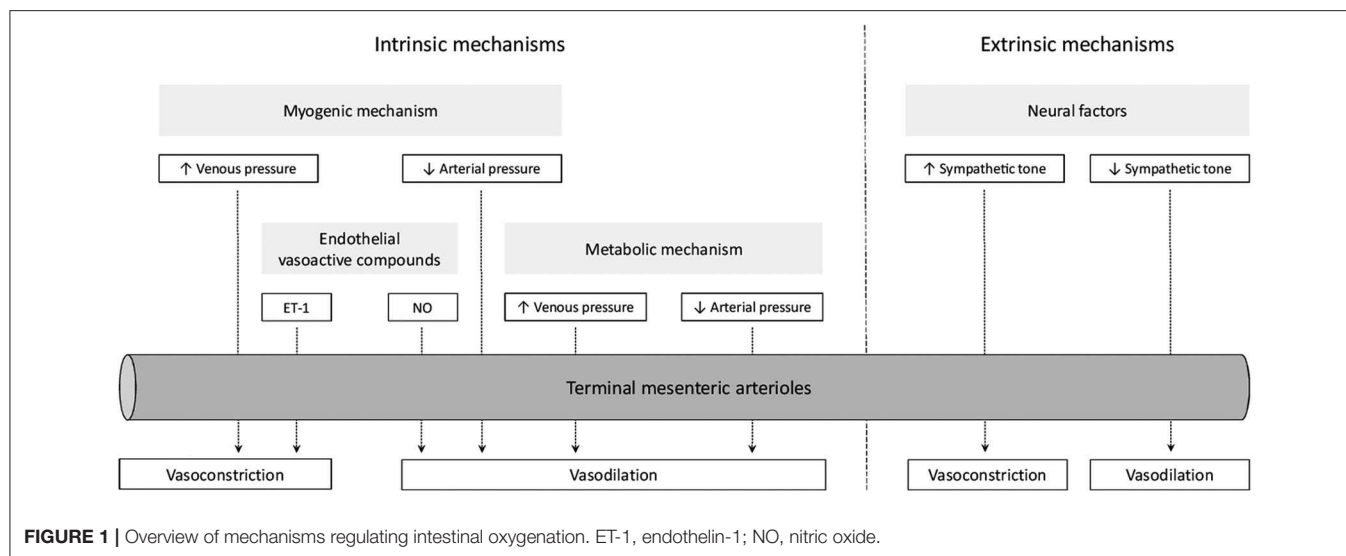 Intrinsic mechanisms
Extrinsic mechanisms
Myogenic mechanism
Neural factors
↑ Venous pressure
↓ Arterial pressure
↑ Sympathetic tone
↓ Sympathetic tone
Endothelial
vasoactive compounds
Metabolic mechanism
ET-1
NO
↑ Venous pressure
↓ Arterial pressure
Terminal mesenteric arterioles
Vasoconstriction
Vasodilation
Vasoconstriction
Vasodilation
FIGURE 1 | Overview of mechanisms regulating intestinal oxygenation. ET-1, endothelin-1; NO, nitric oxide.